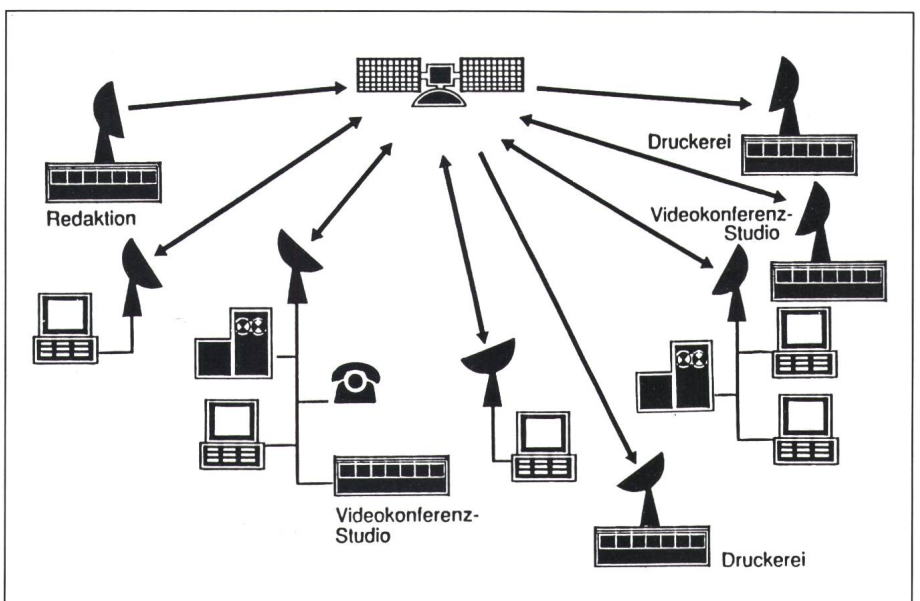 Druckerei
Redaktion
Videokonferenz-
Studio
Videokonferenz-
Studio
Druckerei